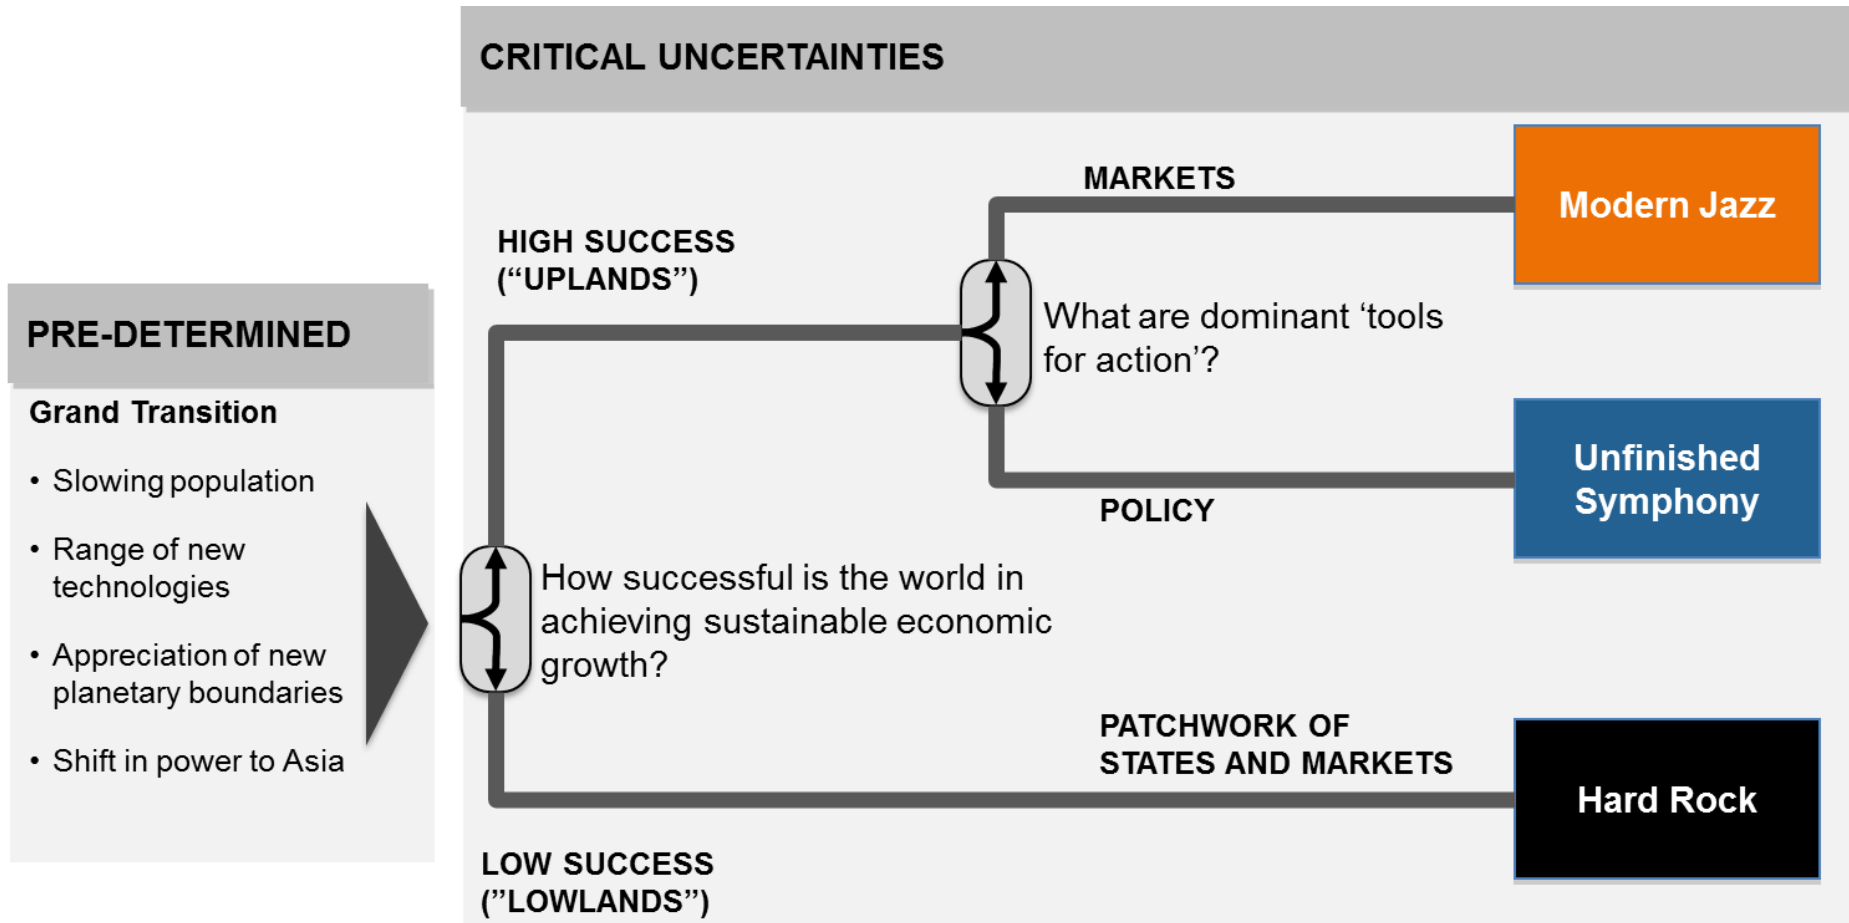 CRITICAL UNCERTAINTIES
PRE-DETERMINED
Grand Transition
• Slowing population
• Range of new
technologies
• Appreciation of new
planetary boundaries
• Shift in power to Asia
How successful is the world in
achieving sustainable economic
growth?
HIGH SUCCESS
(“UPLANDS”)
What are dominant ‘tools
for action’?
MARKETS
Modern Jazz
POLICY
Unfinished
Symphony
LOW SUCCESS
(”LOWLANDS”)
PATCHWORK OF
STATES AND MARKETS
Hard Rock